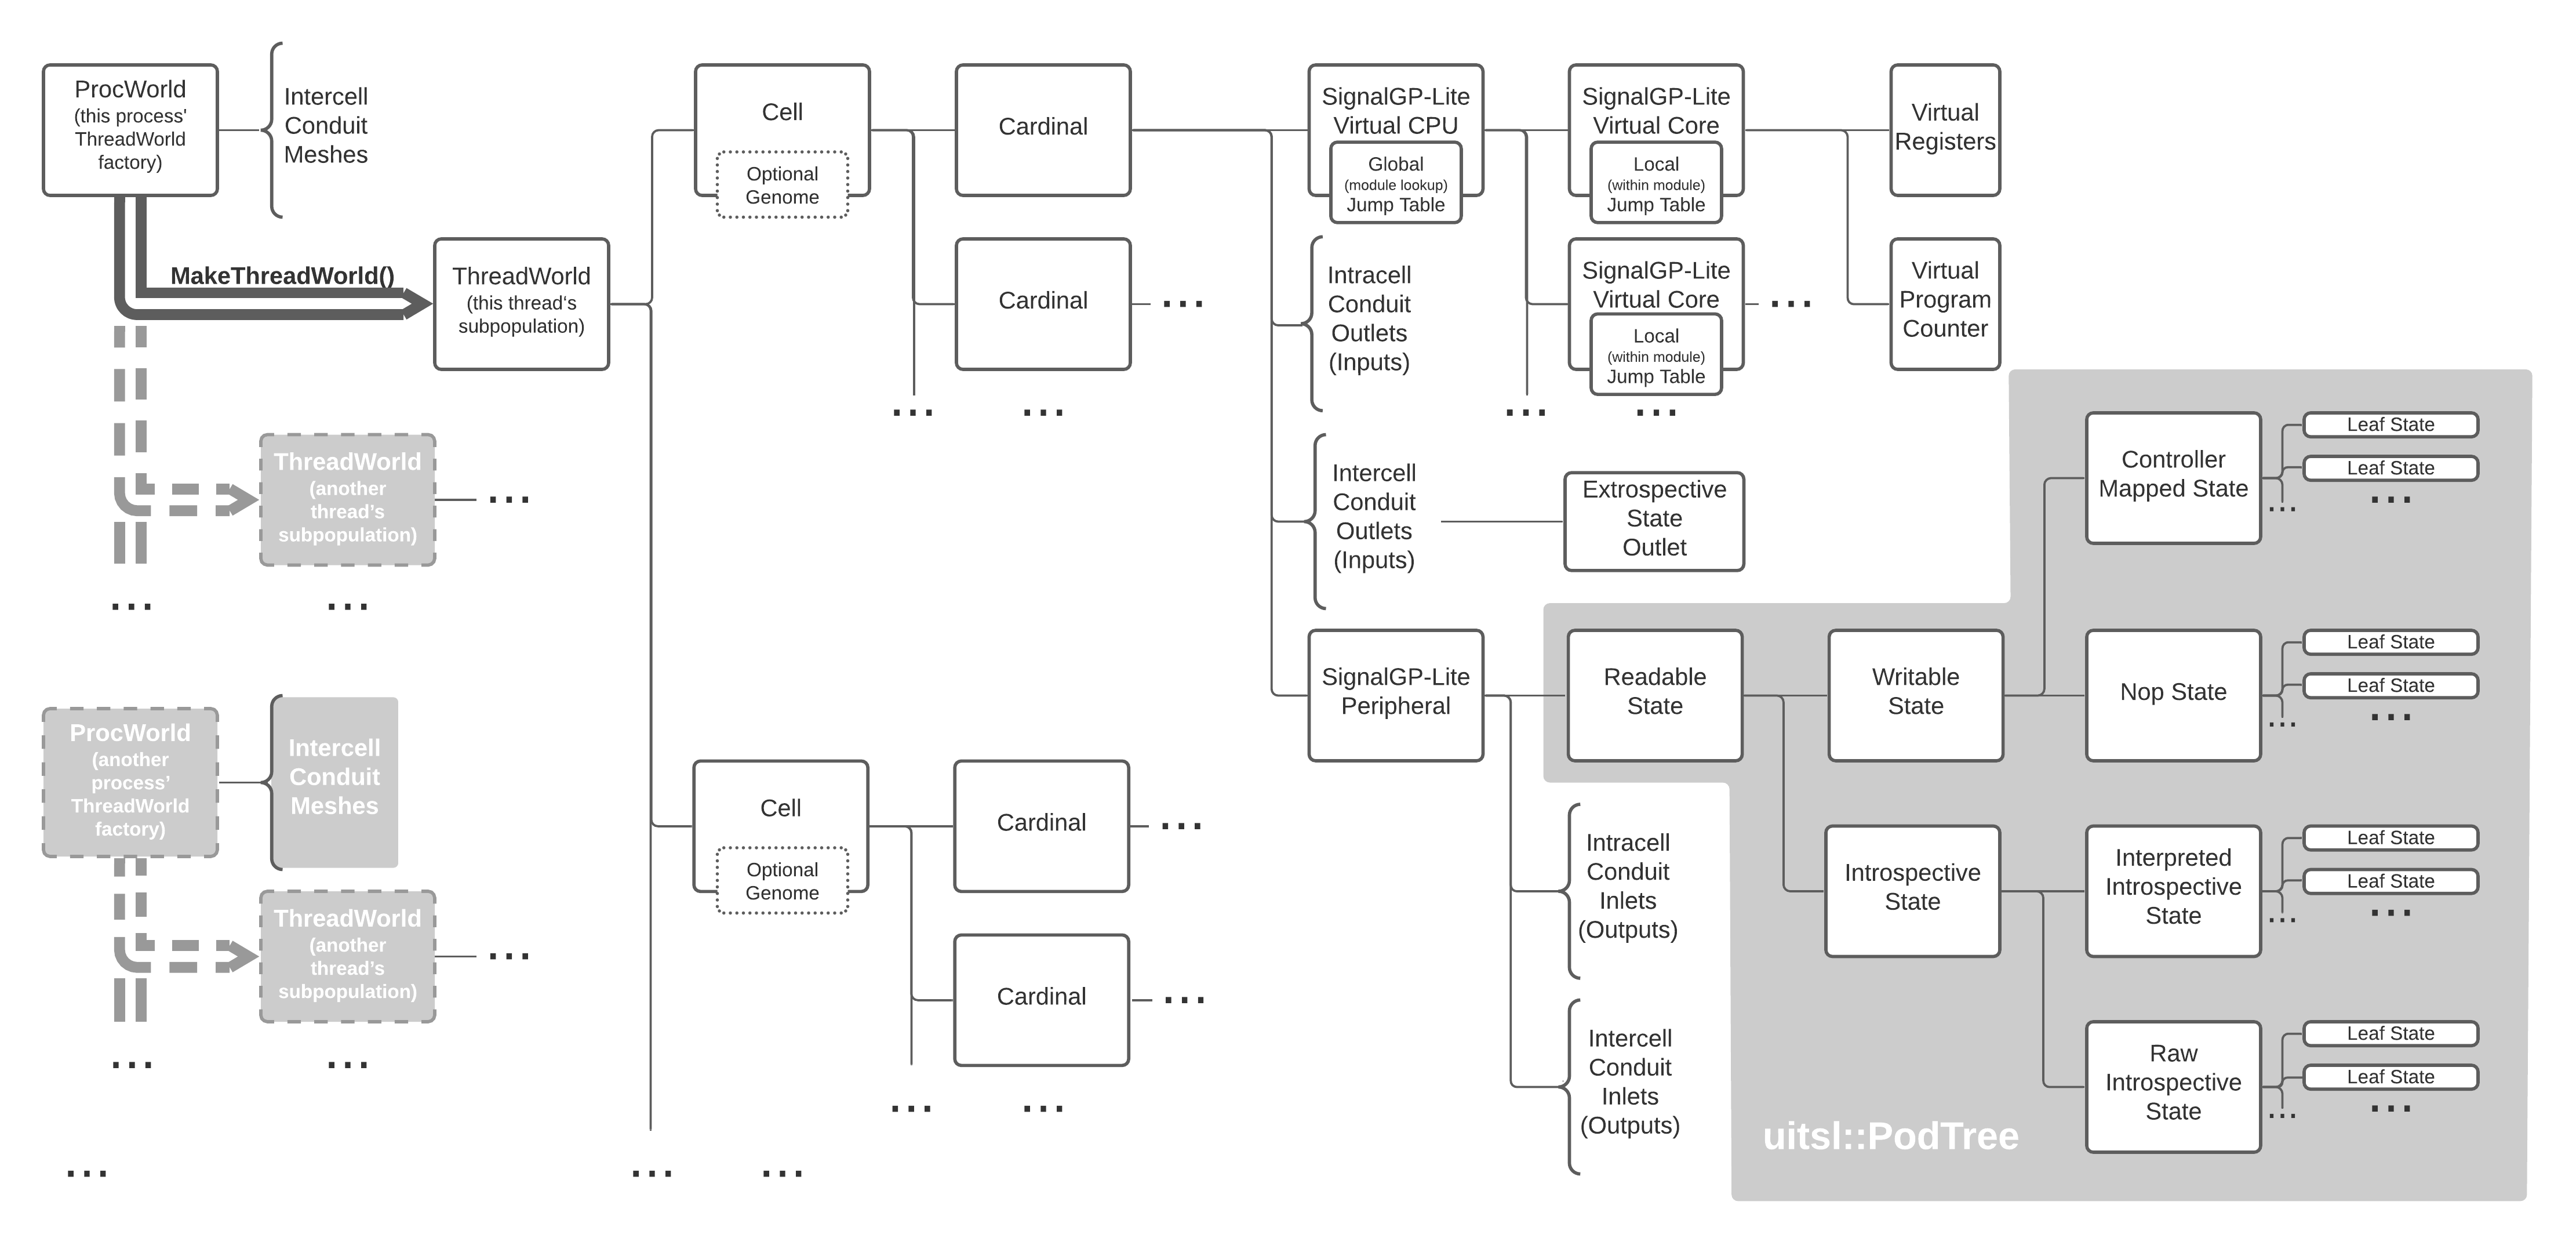 ProcWorld
(this process'
ThreadWorld
factory)
Intercell
Conduit
Meshes
MakeThreadWorld()
ThreadWorld
(this thread‘s
subpopulation)
ThreadWorld
(another
thread’s
subpopulation)
...
...
...
ProcWorld
(another
process’
ThreadWorld
factory)
Intercell
Conduit
Meshes
ThreadWorld
(another
thread’s
subpopulation)
...
...
...
...
Cell
Optional
Genome
Cardinal
Cardinal
...
...
...
Cell
Optional
Genome
Cardinal
...
Cardinal
...
...
...
...
...
SignalGP-Lite
Virtual CPU
Global
(module lookup)
Jump Table
SignalGP-Lite
Virtual Core
Local
(within module)
Jump Table
Virtual
Registers
SignalGP-Lite
Virtual Core
Local
(within module)
Jump Table
...
Virtual
Program
Counter
...
...
Intracell
Conduit
Outlets
(Inputs)
Intercell
Conduit
Outlets
(Inputs)
Extrospective
State
Outlet
SignalGP-Lite
Peripheral
Intracell
Conduit
Inlets
(Outputs)
Intercell
Conduit
Inlets
(Outputs)
Readable
State
Writable
State
Controller
Mapped State
Leaf State
Leaf State
...
...
Nop State
Leaf State
Leaf State
...
...
Introspective
State
Interpreted
Introspective
State
Leaf State
Leaf State
...
...
Raw
Introspective
State
Leaf State
Leaf State
...
...
uitsl::PodTree